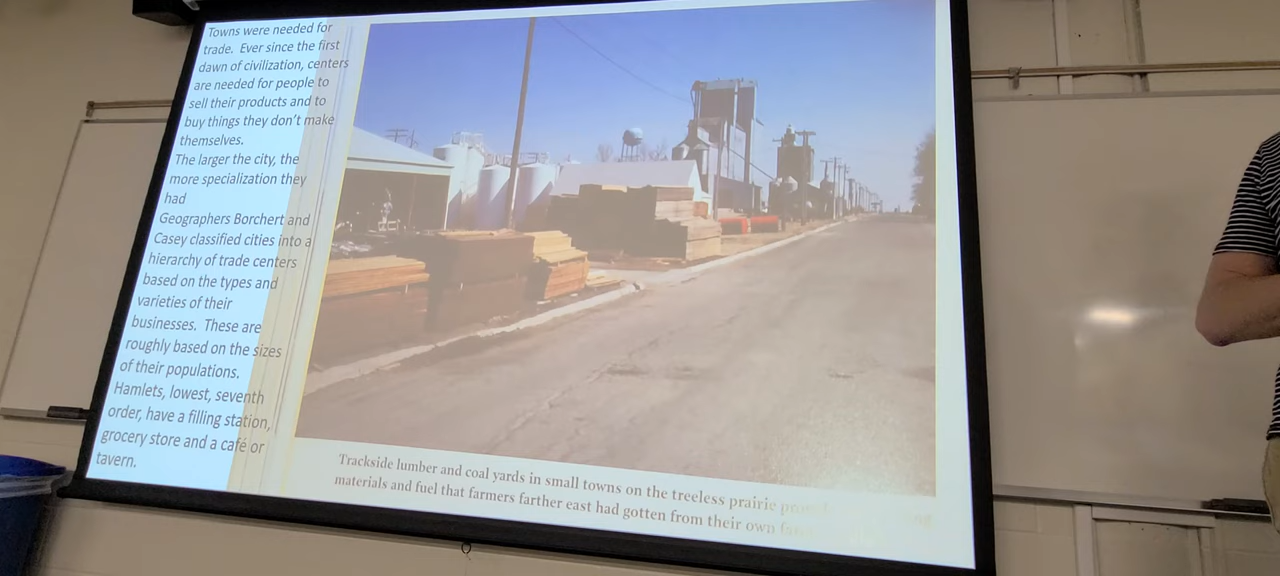 Towns were needed for
trade. Ever since the first
dawn of civilization, centers
are needed for people to
sell their products and to
buy things they don't make
themselves.
The larger the city, the
more specialization they
had
Geographers Borchert and
Casey classified cities into a
hierarchy of trade centers
based on the types and
varieties of their
businesses. These are
roughly based on the sizes
of their populations.
Hamlets, lowest, seventh
order, have a filling station,
grocery store and a café or
tavern.
Trackside lumber and coal yards in small towns on the treeless prairie
materials and fuel that farmers farther east had gotten from their own